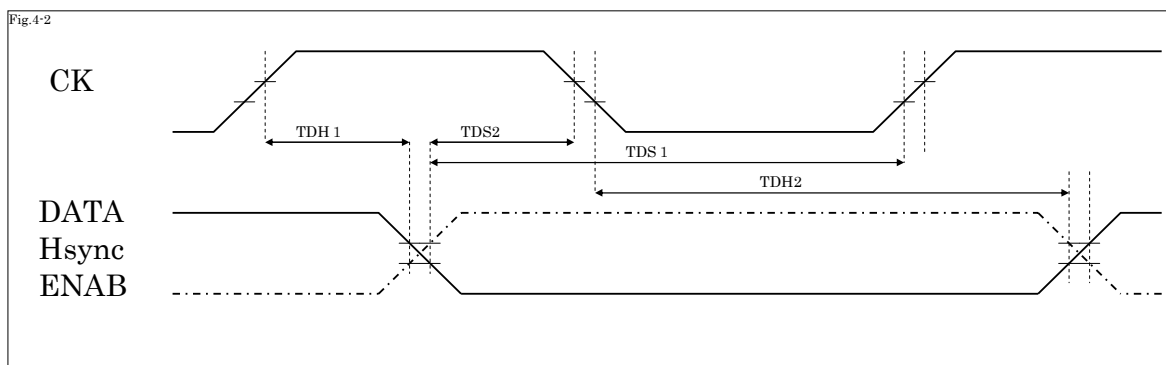 Fig.4-2
CK
TDH 1
TDS2
TDS 1
TDH2
DATA
Hsync
ENAB